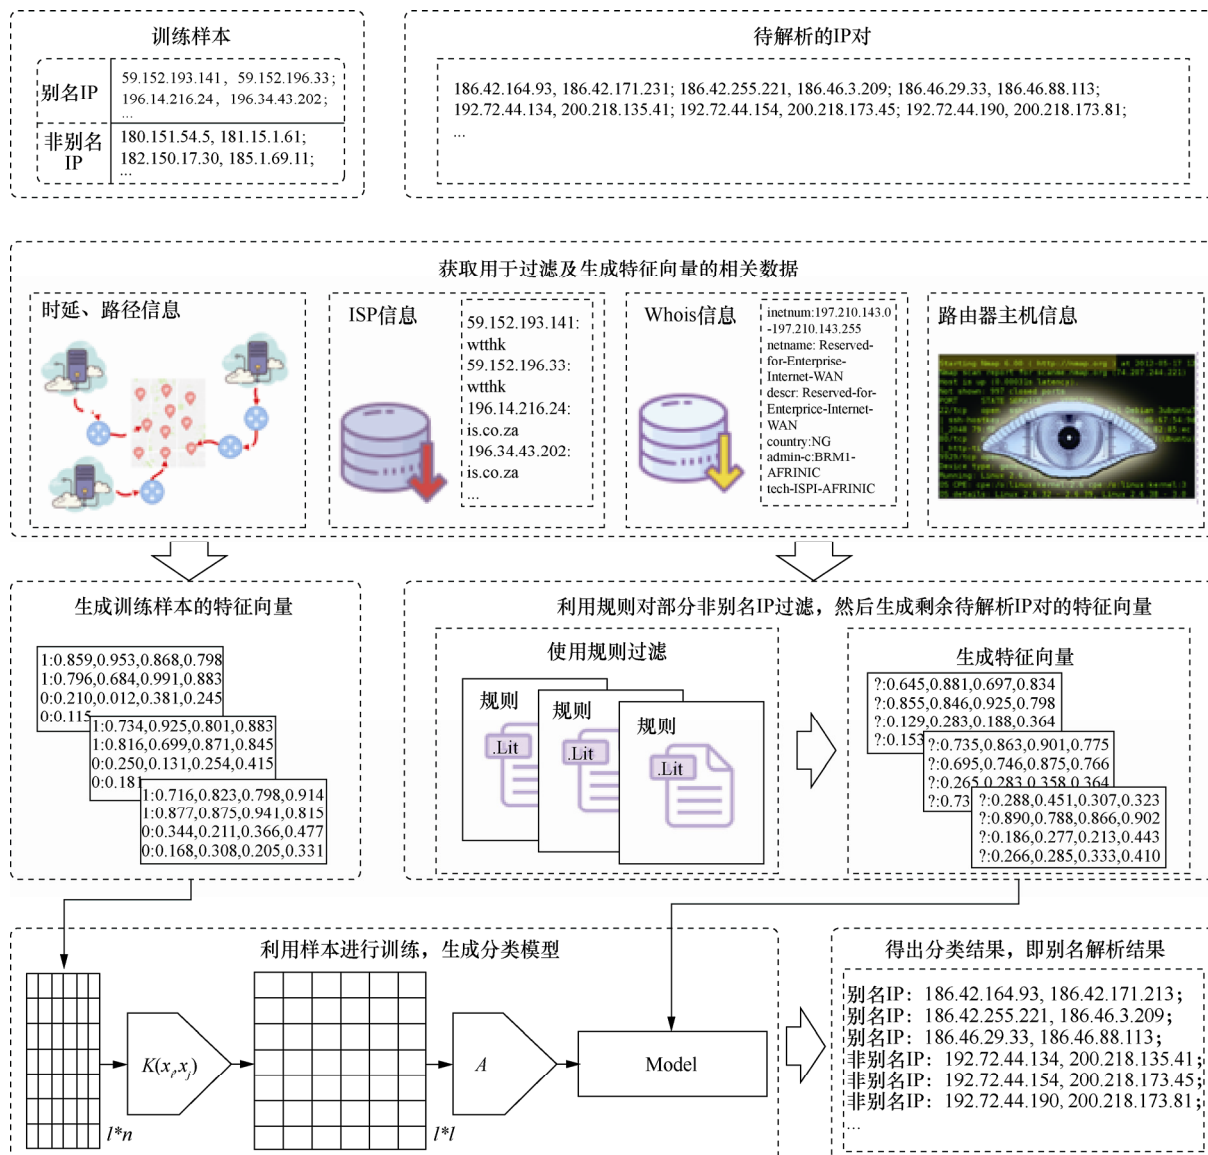 训练样本
别名IP
59.152.193.141, 59.152.196.33;
196.14.216.24, 196.34.43.202;
...
非别名IP
180.151.54.5, 181.15.1.61;
182.150.17.30, 185.1.69.11;
...
待解析的IP对
186.42.164.93, 186.42.171.231; 186.42.255.221, 186.46.3.209; 186.46.29.33, 186.46.88.113;
192.72.44.134, 200.218.135.41; 192.72.44.154, 200.218.173.45; 192.72.44.190, 200.218.173.81;
...
获取用于过滤及生成特征向量的相关数据
时延、路径信息
ISP信息
59.152.193.141:
wtthk
59.152.196.33:
wtthk
196.14.216.24:
is.co.za
196.34.43.202:
is.co.za
...
Whois信息
inetnum:197.210.143.0
-197.210.143.255
netname: Reserved-
for-Enterprise-
Internet-WAN
descr: Reserved-for-
Enterprice-Internet-
WAN
country:NG
admin-c:BRM1-
AFRINIC
tech-ISPI-AFRINIC
路由器主机信息
生成训练样本的特征向量
1:0.859,0.953,0.868,0.798
1:0.796,0.684,0.991,0.883
0:0.210,0.012,0.381,0.245
0:0.115
1:0.734,0.925,0.801,0.883
1:0.816,0.699,0.871,0.845
0:0.250,0.131,0.254,0.415
0:0.181
1:0.716,0.823,0.798,0.914
1:0.877,0.875,0.941,0.815
0:0.344,0.211,0.366,0.477
0:0.168,0.308,0.205,0.331
利用规则对部分非别名IP过滤，然后生成剩余待解析IP对的特征向量
使用规则过滤
规则
.Lit
规则
.Lit
规则
.Lit
生成特征向量
?:0.645,0.881,0.697,0.834
?:0.855,0.846,0.925,0.798
?:0.129,0.283,0.188,0.364
?:0.153
?:0.735,0.863,0.901,0.775
?:0.695,0.746,0.875,0.766
?:0.265,0.283,0.358,0.364
?:0.73
?:0.288,0.451,0.307,0.323
?:0.890,0.788,0.866,0.902
?:0.186,0.277,0.213,0.443
?:0.266,0.285,0.333,0.410
利用样本进行训练，生成分类模型
l*n
K(xi,xj)
l*l
A
Model
得出分类结果，即别名解析结果
别名IP：186.42.164.93, 186.42.171.213；
别名IP：186.42.255.221, 186.46.3.209；
别名IP：186.46.29.33, 186.46.88.113；
非别名IP：192.72.44.134, 200.218.135.41；
非别名IP：192.72.44.154, 200.218.173.45；
非别名IP：192.72.44.190, 200.218.173.81；
...